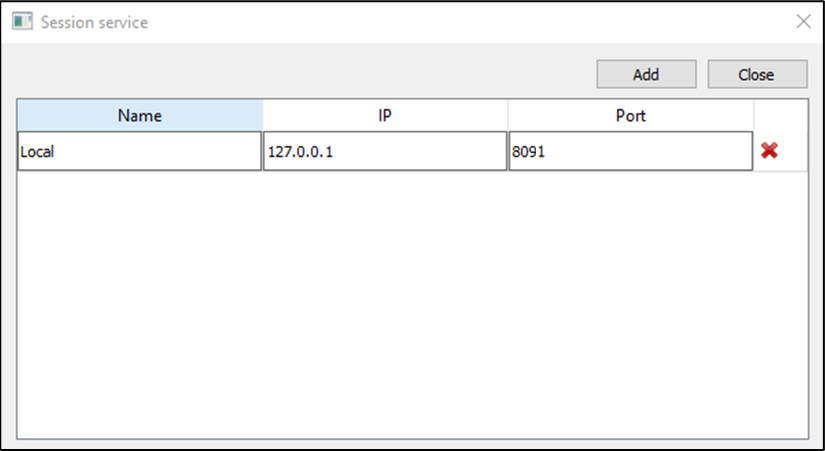 Session service
Add Close
Name IP Port
Local 127.0.0.1 8091